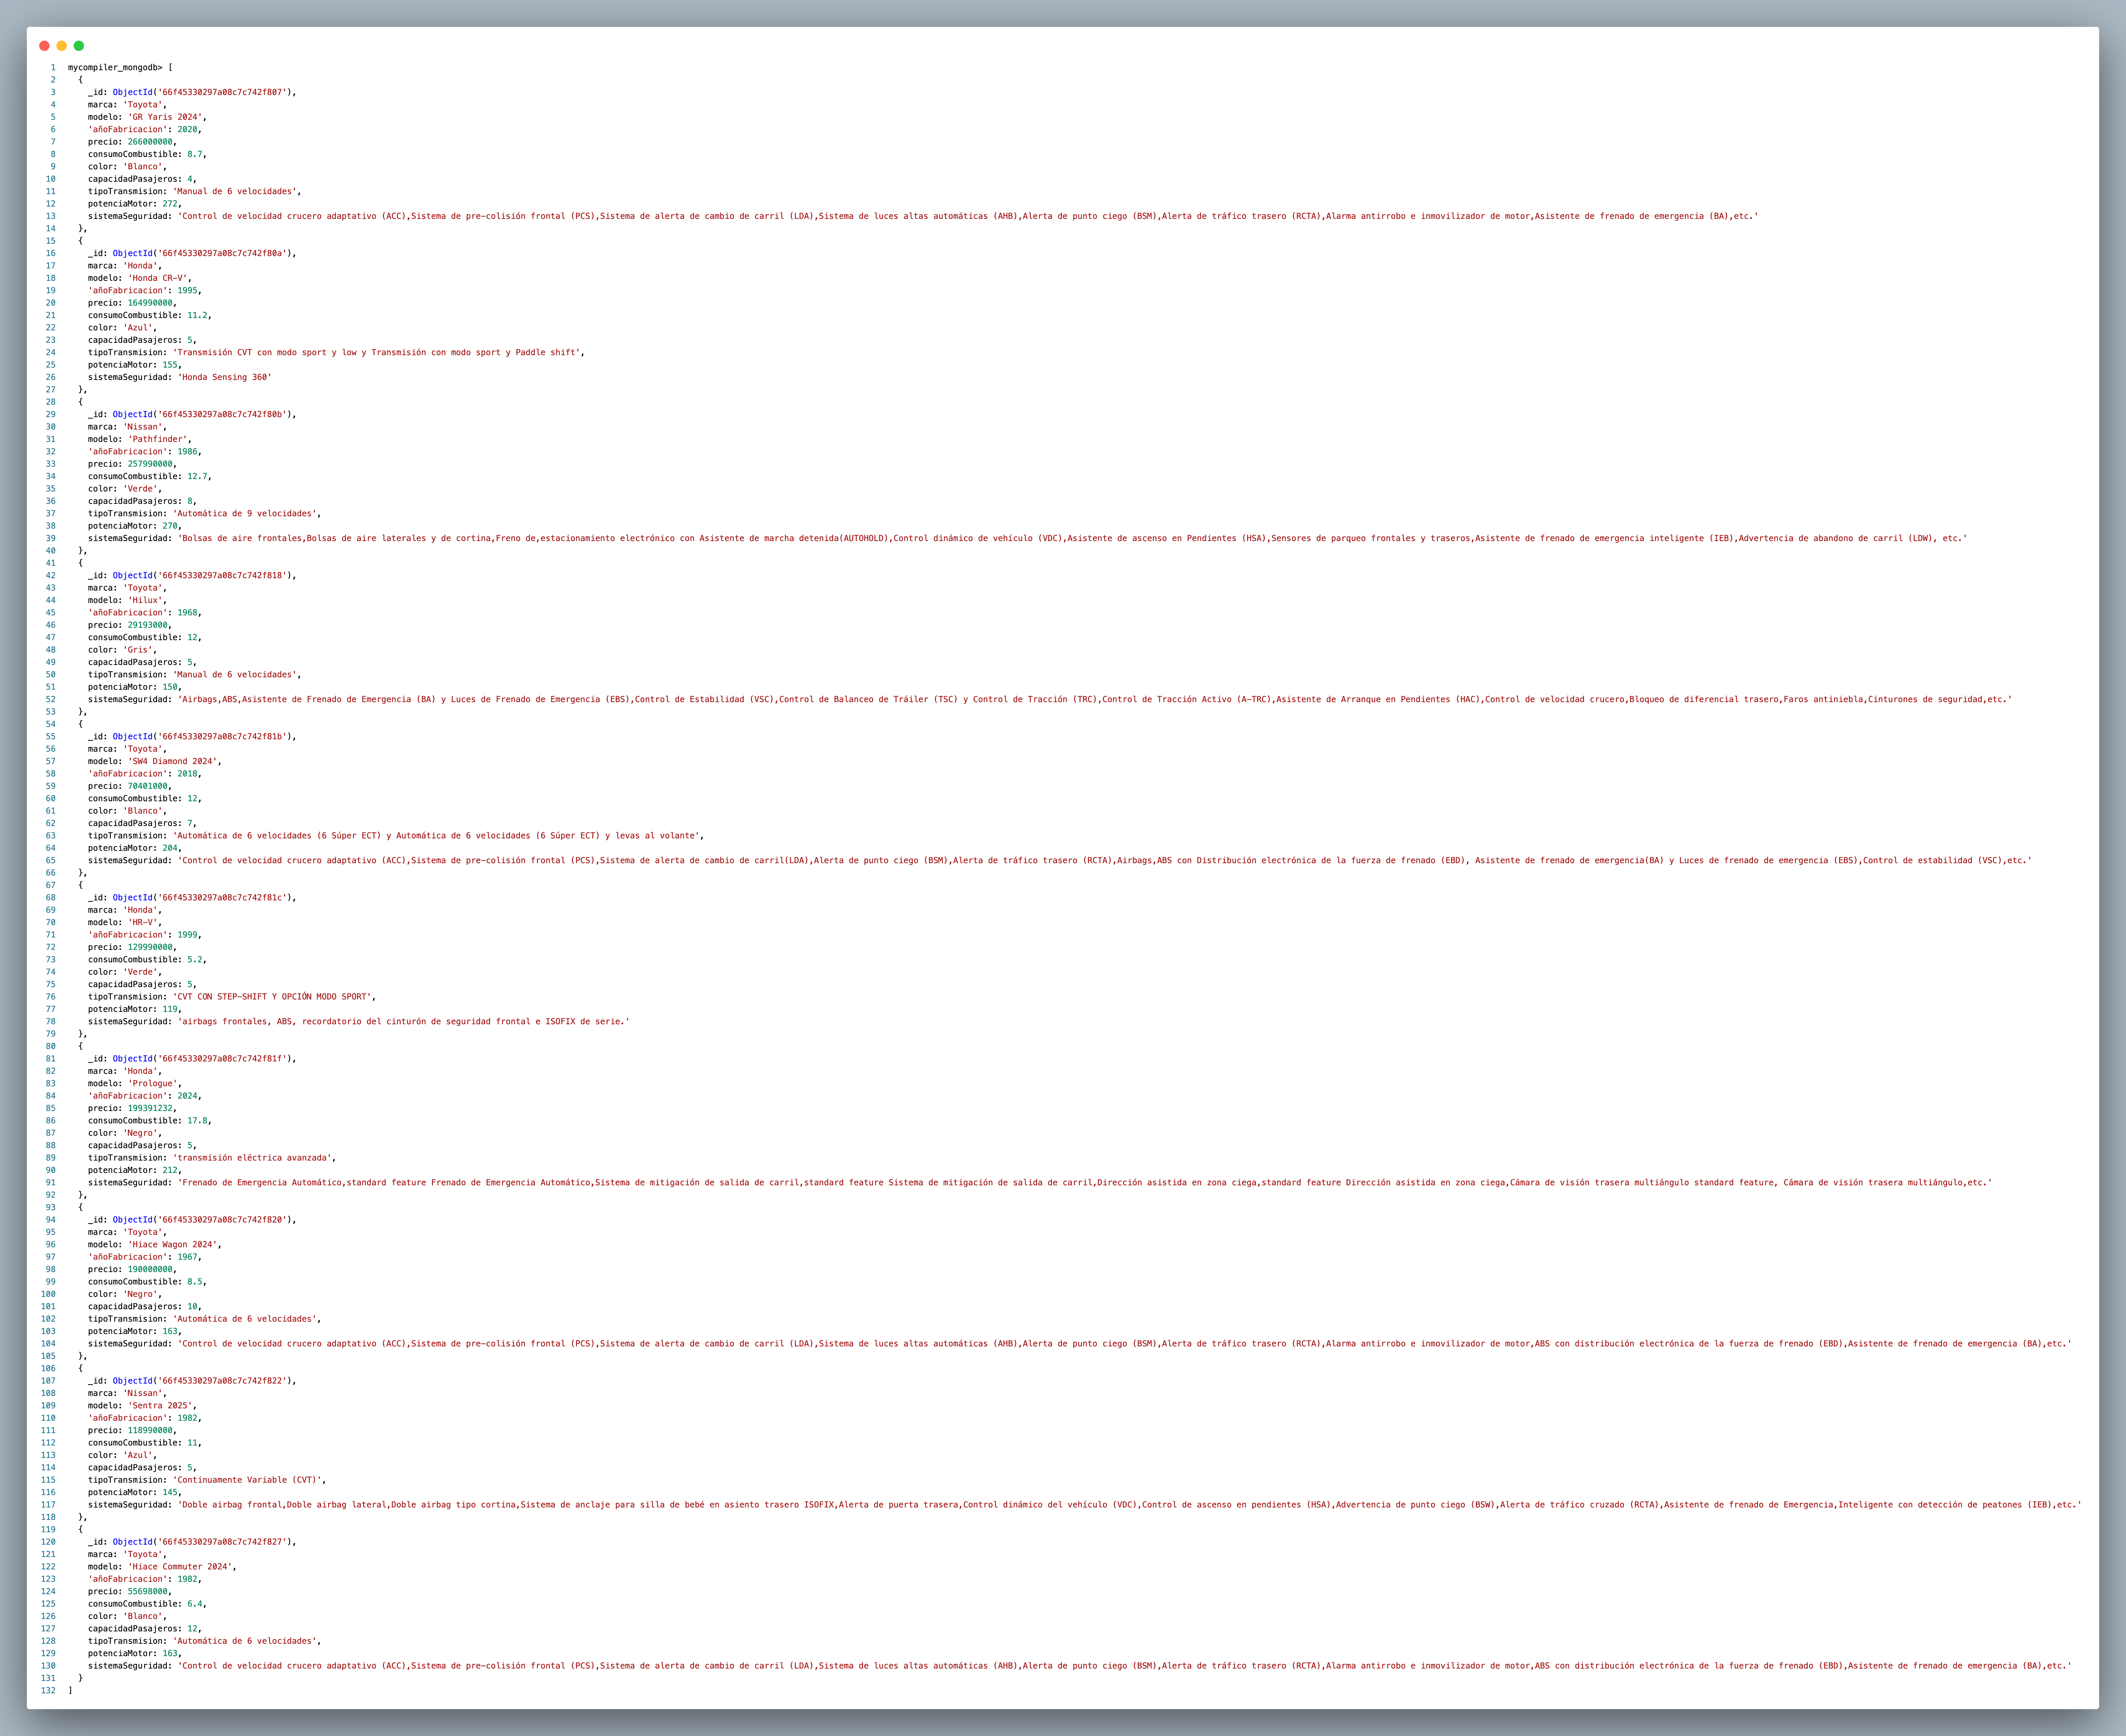 1 mycompiler_mongodb> [
2 {
3 _id: ObjectId('66f45330297a08c7c742f807'),
4 marca: 'Toyota',
5 modelo: 'GR Yaris 2024',
6 'añoFabricacion': 2020,
7 precio: 266000000,
8 consumoCombustible: 8.7,
9 color: 'Blanco',
10 capacidadPasajeros: 4,
11 tipoTransmision: 'Manual de 6 velocidades',
12 potenciaMotor: 272,
13 sistemaSeguridad: 'Control de velocidad crucero adaptativo (ACC),Sistema de pre-colisión frontal (PCS),Sistema de alerta de cambio de carril (LDA),Sistema de luces altas automáticas (AHB),Alerta de punto ciego (BSM),Alerta de tráfico trasero (RCTA),Alarma antirrobo e inmovilizador de motor,Asistente de frenado de emergencia (BA),etc.'
14 },
15 {
16 _id: ObjectId('66f45330297a08c7c742f80a'),
17 marca: 'Honda',
18 modelo: 'Honda CR-V',
19 'añoFabricacion': 1995,
20 precio: 164990000,
21 consumoCombustible: 11.2,
22 color: 'Azul',
23 capacidadPasajeros: 5,
24 tipoTransmision: 'Transmisión CVT con modo sport y low y Transmisión con modo sport y Paddle shift',
25 potenciaMotor: 155,
26 sistemaSeguridad: 'Honda Sensing 360'
27 },
28 {
29 _id: ObjectId('66f45330297a08c7c742f80b'),
30 marca: 'Nissan',
31 modelo: 'Pathfinder',
32 'añoFabricacion': 1986,
33 precio: 257990000,
34 consumoCombustible: 12.7,
35 color: 'Verde',
36 capacidadPasajeros: 8,
37 tipoTransmision: 'Automática de 9 velocidades',
38 potenciaMotor: 270,
39 sistemaSeguridad: 'Bolsas de aire frontales,Bolsas de aire laterales y de cortina,Freno de,estacionamiento electrónico con Asistente de marcha detenida(AUTOHOLD),Control dinámico de vehículo (VDC),Asistente de ascenso en Pendientes (HSA),Sensores de parqueo frontales y traseros,Asistente de frenado de emergencia inteligente (IEB),Advertencia de abandono de carril (LDW), etc.'
40 },
41 {
42 _id: ObjectId('66f45330297a08c7c742f818'),
43 marca: 'Toyota',
44 modelo: 'Hilux',
45 'añoFabricacion': 1968,
46 precio: 29193000,
47 consumoCombustible: 12,
48 color: 'Gris',
49 capacidadPasajeros: 5,
50 tipoTransmision: 'Manual de 6 velocidades',
51 potenciaMotor: 150,
52 sistemaSeguridad: 'Airbags,ABS,Asistente de Frenado de Emergencia (BA) y Luces de Frenado de Emergencia (EBS),Control de Estabilidad (VSC),Control de Balanceo de Tráiler (TSC) y Control de Tracción (TRC),Control de Tracción Activo (A-TRC),Asistente de Arranque en Pendientes (HAC),Control de velocidad crucero,Bloqueo de diferencial trasero,Faros antiniebla,Cinturones de seguridad,etc.'
53 },
54 {
55 _id: ObjectId('66f45330297a08c7c742f81b'),
56 marca: 'Toyota',
57 modelo: 'SW4 Diamond 2024',
58 'añoFabricacion': 2018,
59 precio: 70401000,
60 consumoCombustible: 12,
61 color: 'Blanco',
62 capacidadPasajeros: 7,
63 tipoTransmision: 'Automática de 6 velocidades (6 Súper ECT) y Automática de 6 velocidades (6 Súper ECT) y levas al volante',
64 potenciaMotor: 204,
65 sistemaSeguridad: 'Control de velocidad crucero adaptativo (ACC),Sistema de pre-colisión frontal (PCS),Sistema de alerta de cambio de carril(LDA),Alerta de punto ciego (BSM),Alerta de tráfico trasero (RCTA),Airbags,ABS con Distribución electrónica de la fuerza de frenado (EBD), Asistente de frenado de emergencia(BA) y Luces de frenado de emergencia (EBS),Control de estabilidad (VSC),etc.'
66 },
67 {
68 _id: ObjectId('66f45330297a08c7c742f81c'),
69 marca: 'Honda',
70 modelo: 'HR-V',
71 'añoFabricacion': 1999,
72 precio: 129990000,
73 consumoCombustible: 5.2,
74 color: 'Verde',
75 capacidadPasajeros: 5,
76 tipoTransmision: 'CVT CON STEP-SHIFT Y OPCIÓN MODO SPORT',
77 potenciaMotor: 119,
78 sistemaSeguridad: 'airbags frontales, ABS, recordatorio del cinturón de seguridad frontal e ISOFIX de serie.'
79 },
80 {
81 _id: ObjectId('66f45330297a08c7c742f81f'),
82 marca: 'Honda',
83 modelo: 'Prologue',
84 'añoFabricacion': 2024,
85 precio: 199391232,
86 consumoCombustible: 17.8,
87 color: 'Negro',
88 capacidadPasajeros: 5,
89 tipoTransmision: 'transmisión eléctrica avanzada',
90 potenciaMotor: 212,
91 sistemaSeguridad: 'Frenado de Emergencia Automático,standard feature Frenado de Emergencia Automático,Sistema de mitigación de salida de carril,standard feature Sistema de mitigación de salida de carril,Dirección asistida en zona ciega,standard feature Dirección asistida en zona ciega,Cámara de visión trasera multiángulo standard feature, Cámara de visión trasera multiángulo,etc.'
92 },
93 {
94 _id: ObjectId('66f45330297a08c7c742f820'),
95 marca: 'Toyota',
96 modelo: 'Hiace Wagon 2024',
97 'añoFabricacion': 1967,
98 precio: 190000000,
99 consumoCombustible: 8.5,
100 color: 'Negro',
101 capacidadPasajeros: 10,
102 tipoTransmision: 'Automática de 6 velocidades',
103 potenciaMotor: 163,
104 sistemaSeguridad: 'Control de velocidad crucero adaptativo (ACC),Sistema de pre-colisión frontal (PCS),Sistema de alerta de cambio de carril (LDA),Sistema de luces altas automáticas (AHB),Alerta de punto ciego (BSM),Alerta de tráfico trasero (RCTA),Alarma antirrobo e inmovilizador de motor,ABS con distribución electrónica de la fuerza de frenado (EBD),Asistente de frenado de emergencia (BA),etc.'
105 },
106 {
107 _id: ObjectId('66f45330297a08c7c742f822'),
108 marca: 'Nissan',
109 modelo: 'Sentra 2025',
110 'añoFabricacion': 1982,
111 precio: 118990000,
112 consumoCombustible: 11,
113 color: 'Azul',
114 capacidadPasajeros: 5,
115 tipoTransmision: 'Continuamente Variable (CVT)',
116 potenciaMotor: 145,
117 sistemaSeguridad: 'Doble airbag frontal,Doble airbag lateral,Doble airbag tipo cortina,Sistema de anclaje para silla de bebé en asiento trasero ISOFIX,Alerta de puerta trasera,Control dinámico del vehículo (VDC),Control de ascenso en pendientes (HSA),Advertencia de punto ciego (BSW),Alerta de tráfico cruzado (RCTA),Asistente de frenado de Emergencia,Inteligente con detección de peatones (IEB),etc.'
118 },
119 {
120 _id: ObjectId('66f45330297a08c7c742f827'),
121 marca: 'Toyota',
122 modelo: 'Hiace Commuter 2024',
123 'añoFabricacion': 1982,
124 precio: 55698000,
125 consumoCombustible: 6.4,
126 color: 'Blanco',
127 capacidadPasajeros: 12,
128 tipoTransmision: 'Automática de 6 velocidades',
129 potenciaMotor: 163,
130 sistemaSeguridad: 'Control de velocidad crucero adaptativo (ACC),Sistema de pre-colisión frontal (PCS),Sistema de alerta de cambio de carril (LDA),Sistema de luces altas automáticas (AHB),Alerta de punto ciego (BSM),Alerta de tráfico trasero (RCTA),Alarma antirrobo e inmovilizador de motor,ABS con distribución electrónica de la fuerza de frenado (EBD),Asistente de frenado de emergencia (BA),etc.'
131 }
132 ]